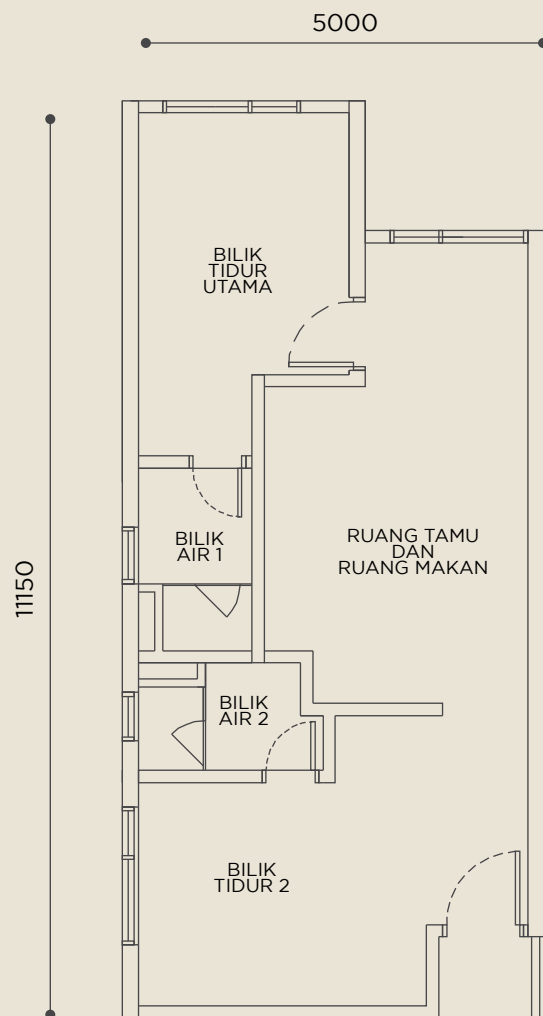 5000
BILIK
TIDUR
UTAMA
BILIK
AIR 1
RUANG TAMU
DAN
RUANG MAKAN
11150
BILIK
AIR 2
BILIK
TIDUR 2